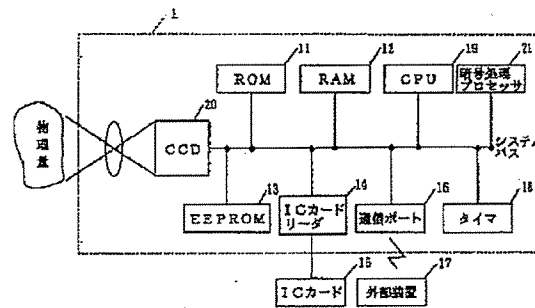 1
11
12
19
21
ROM
RAM
CPU
暗号処理
プロセッサ
20
物理量
CCD
システム
バス
13
14
16
18
EEPROM
ICカード
リーダ
通信ポート
タイマ
15
17
ICカード
外部装置